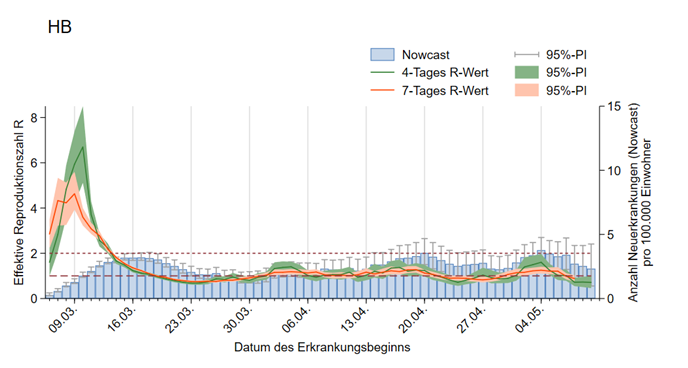 HB
Nowcast
95%-PI
4-Tages R-Wert
95%-PI
7-Tages R-Wert
95%-PI
Effektive Reproduktionszahl R
8
6
4
2
0
15
10
5
0
Anzahl Neuerkrankungen (Nowcast)
pro 100.000 Einwohner
09.03.
16.03.
23.03.
30.03.
06.04.
13.04.
20.04.
27.04.
04.05.
Datum des Erkrankungsbeginns